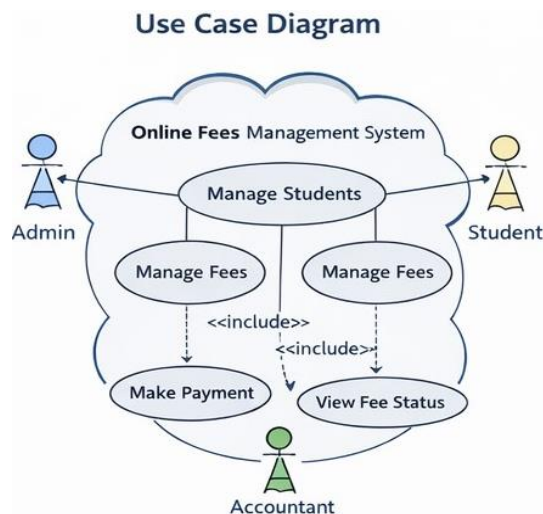 Use Case Diagram
Online Fees Management System
Manage Students
Admin
Student
Manage Fees
Manage Fees
<<include>>
<<include>
Make Payment
View Fee Status
Accountant